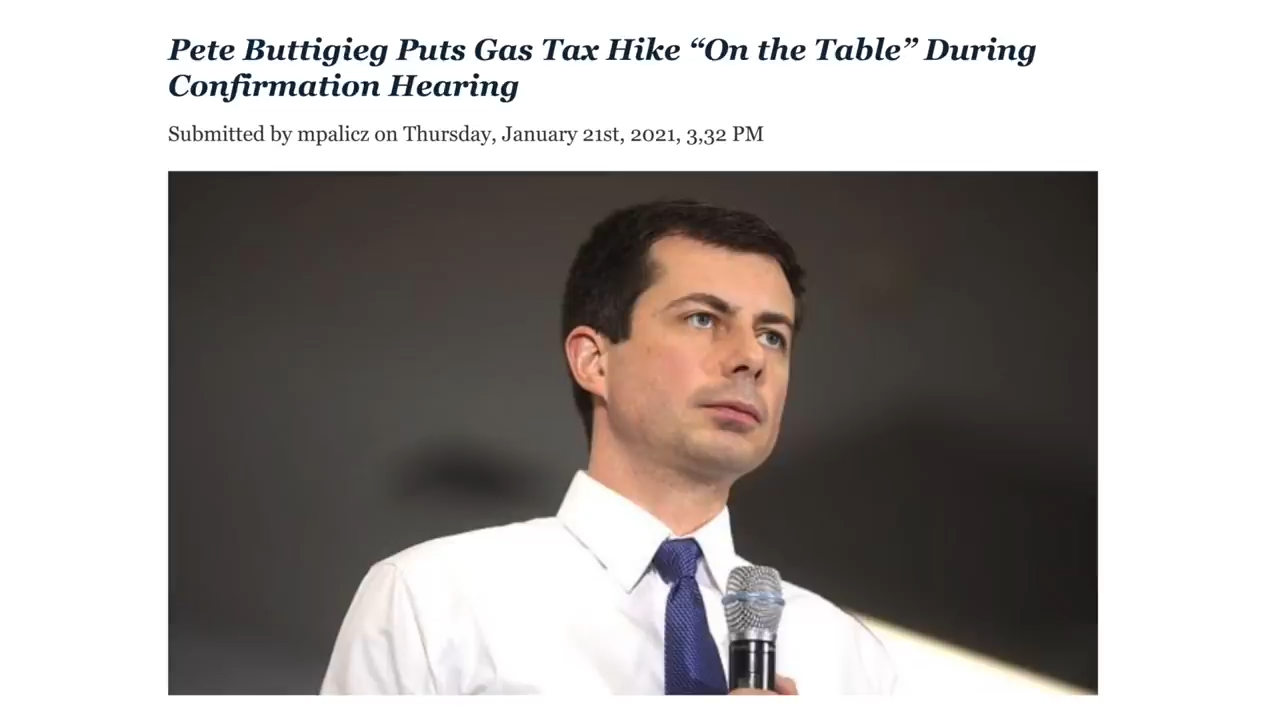 Pete Buttigieg Puts Gas Tax Hike “On the Table” During
Confirmation Hearing
Submitted by mpalicz on Thursday, January 21st, 2021, 3,32 PM